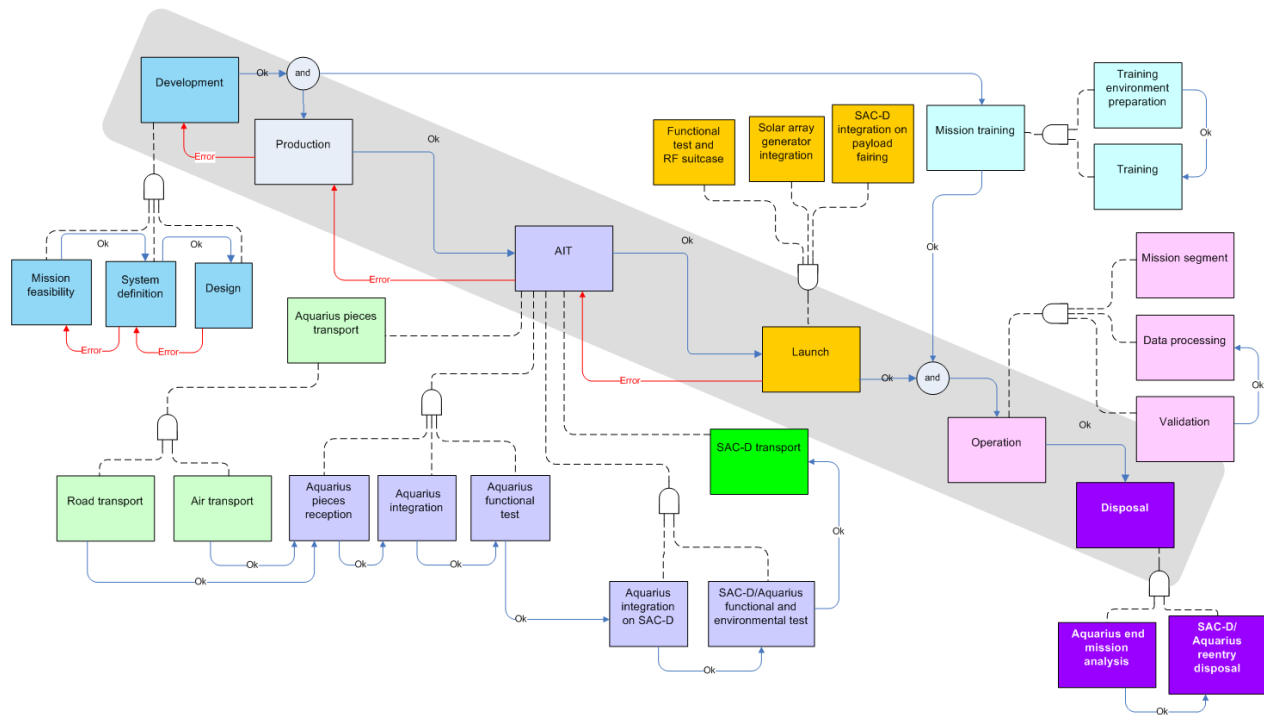 Development
Ok
and
Production
Error
Ok
Functional
test and
RF suitcase
Solar array
generator
integration
SAC-D
integration on
payload
fairing
Mission training
Training
environment
preparation
Ok
Training
Ok
Ok
Mission
feasibility
System
definition
Design
Error
Error
AIT
Ok
Error
Ok
Mission segment
Data processing
Ok
Validation
Aquarius pieces
transport
Launch
Error
Ok
and
Operation
Ok
Road transport
Air transport
Aquarius
pieces
reception
Aquarius
integration
Aquarius
functional
test
SAC-D transport
Disposal
Ok
Ok
Ok
Ok
Ok
Aquarius
integration
on SAC-D
SAC-D/Aquarius
functional and
environmental test
Ok
Ok
Aquarius end
mission
analysis
SAC-D/
Aquarius
reentry
disposal
Ok